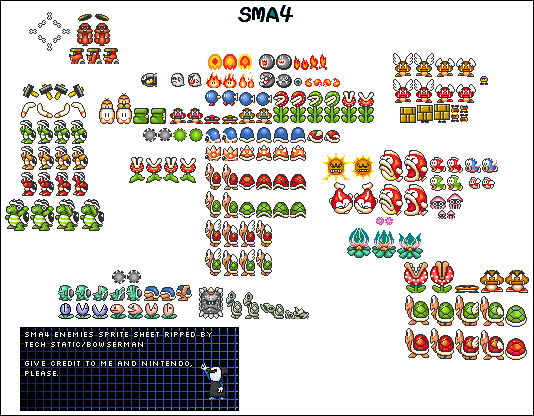 SMA4
SMA4 ENEMIES SPRITE SHEET RIPPED BY
TECH STATIC/BOWSERMAN
GIVE CREDIT TO ME AND NINTENDO,
PLEASE.